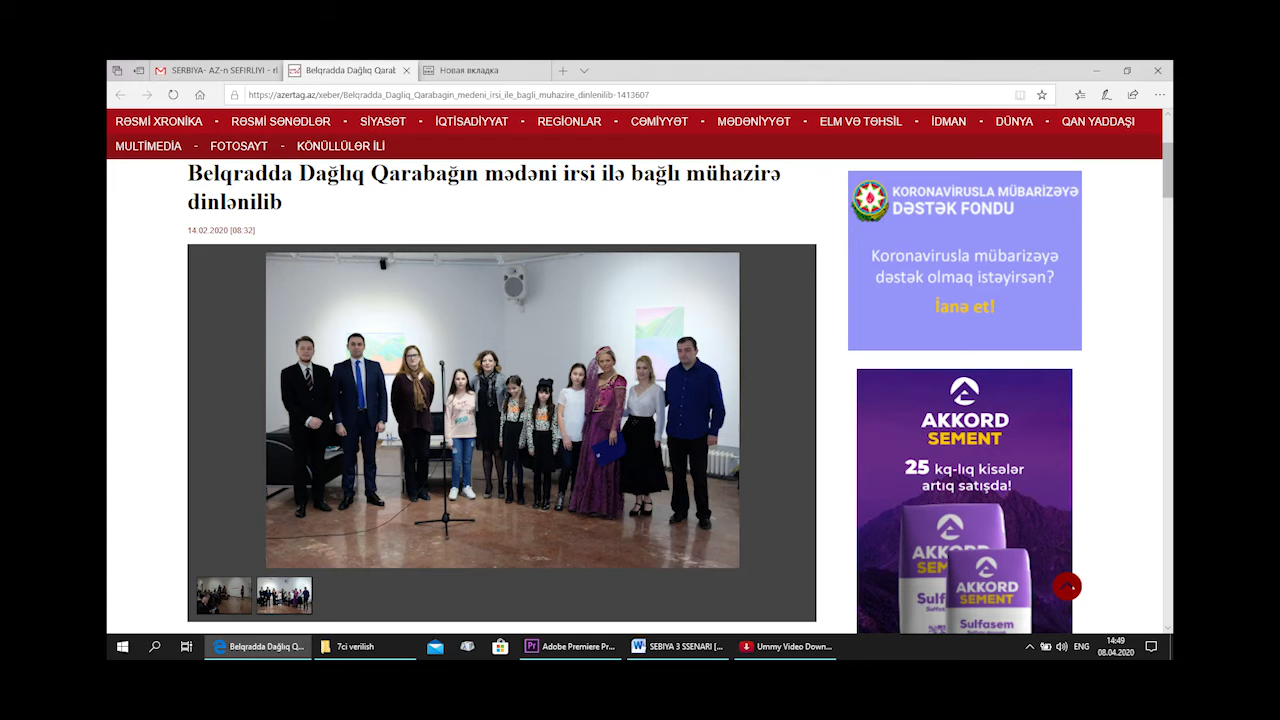 SERBIYA- AZ-n SEFIRLIYI - rl
Belqradda Dağlıq Qarab
Новая вкладка
https://azertag.az/xeber/Belqradda_Dagliq_Qarabagin_medeni_irsi_ile_bagli_muhazire_dinlenilib-1413607
RƏSMİ XRONİKA - RƏSMİ SƏNƏDLƏR - SİYASƏT - İQTİSADİYYAT - REGİONLAR - CƏMİYYƏT - MƏDƏNİYYƏT - ELM VƏ TƏHSİL - İDMAN - DÜNYA - QAN YADDAŞI
MULTİMEDİA - FOTOSAYT - KÖNÜLLÜLƏR İLİ
Belqradda Dağlıq Qarabağın mədəni irsi ilə bağlı mühazirə
dinlənilib
14.02.2020 [08:32]
KORONAVİRUSLA MÜBARİZƏYƏ
DƏSTƏK FONDU
Koronavirusla mübarizəyə
dəstək olmaq istəyirsən?
İanə et!
AKKORD
SEMENT
25 kq-lıq kisələr
artıq satışda!
AKKORD
SEMENT
Sulfasem
Belqradda Dağlıq Q...
7ci verilish
Adobe Premiere Pr...
SEBIYA 3 SSENARI [...
Ummy Video Down...
ENG
14:49
08.04.2020